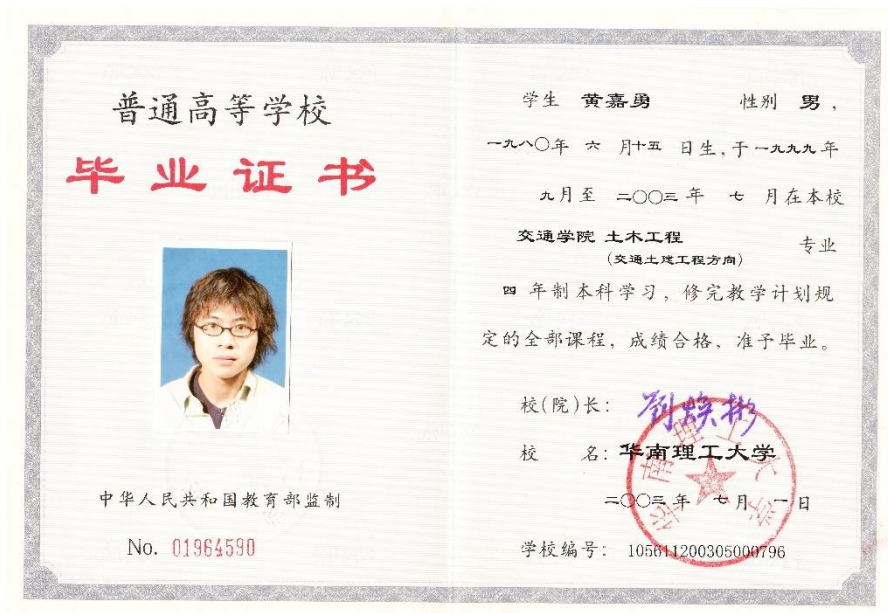 普通高等学校
毕业证书
中华人民共和国教育部监制
No. 01964590
学生 黄嘉勇 性别 男，
一九八〇年 六 月十五 日生，于一九九九年
九月至 二〇〇三年 七 月在本校
交通学院 土木工程 专业
（交通土建工程方向）
四 年制本科学习，修完教学计划规
定的全部课程，成绩合格，准予毕业。
校(院)长： 刘焕彬
校 名：华南理工大学
二〇〇三年 七月 一日
学校编号： 105611200305000796
华南理工大学